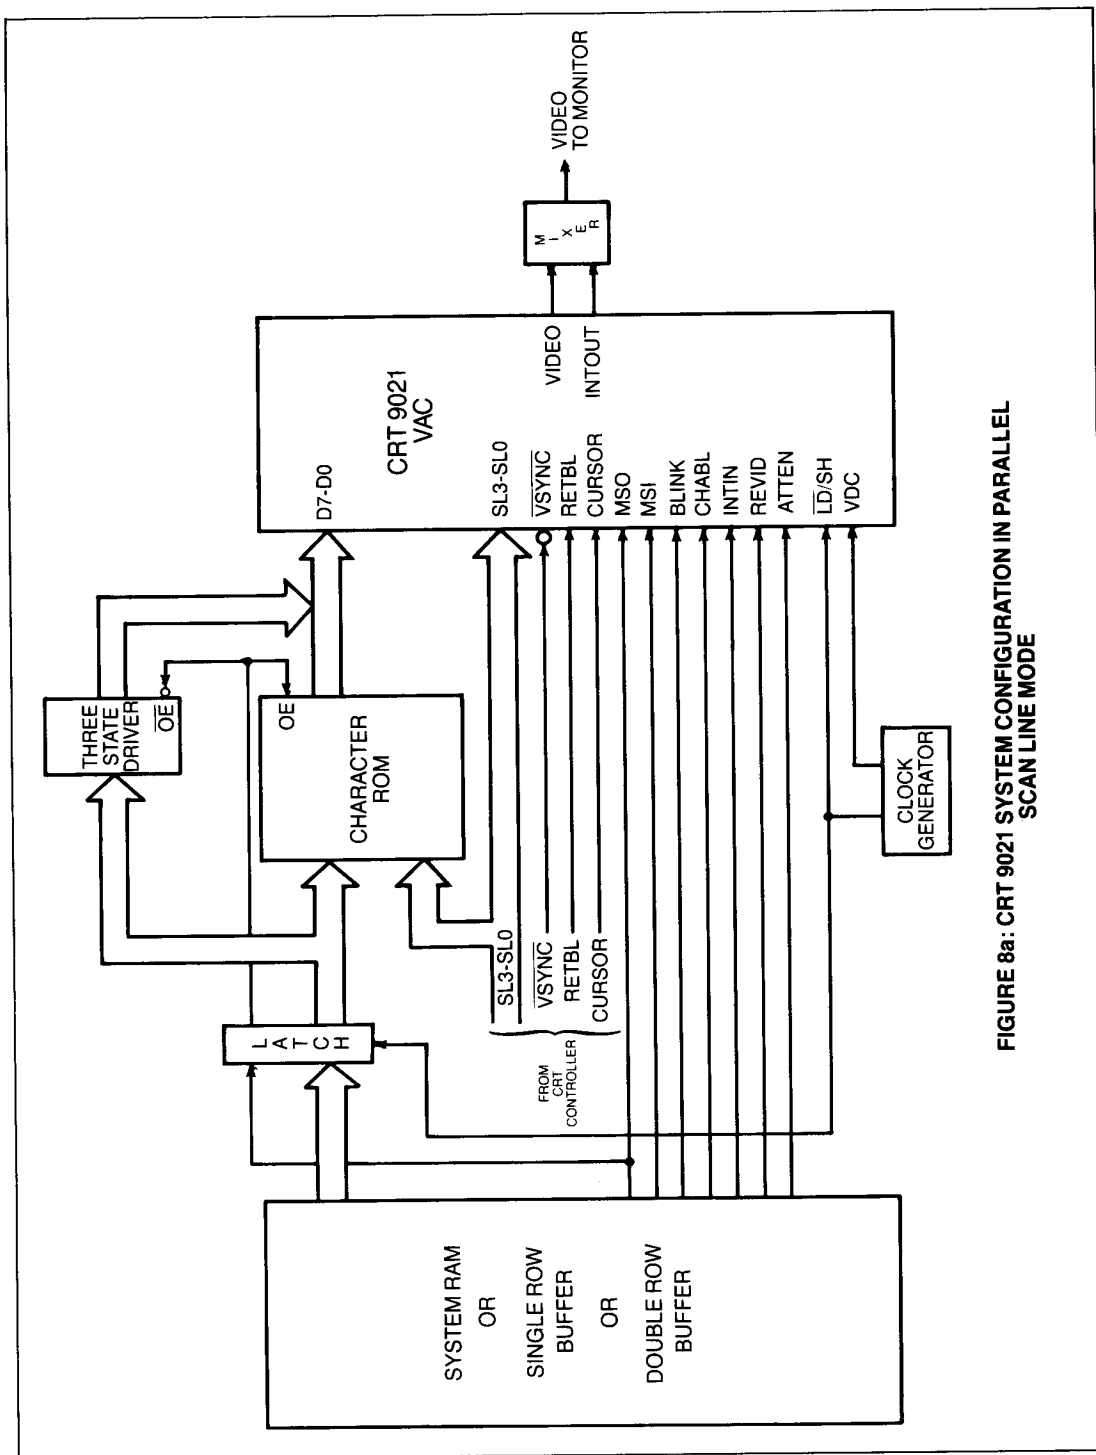 SYSTEM RAM
OR
SINGLE ROW
BUFFER
OR
DOUBLE ROW
BUFFER
LATCH
THREE
STATE
DRIVER
OE
OE
CHARACTER
ROM
SL3-SL0
VSYNC
RETBL
CURSOR
FROM
CRT
CONTROLLER
CLOCK
GENERATOR
CRT 9021
VAC
D7-D0
SL3-SL0
VSYNC
RETBL
CURSOR
MSO
MSI
BLINK
CHABL
INTIN
REVID
ATTEN
LD/SH
VDC
VIDEO
INTOUT
MIXER
VIDEO
TO MONITOR
FIGURE 8a: CRT 9021 SYSTEM CONFIGURATION IN PARALLEL
SCAN LINE MODE